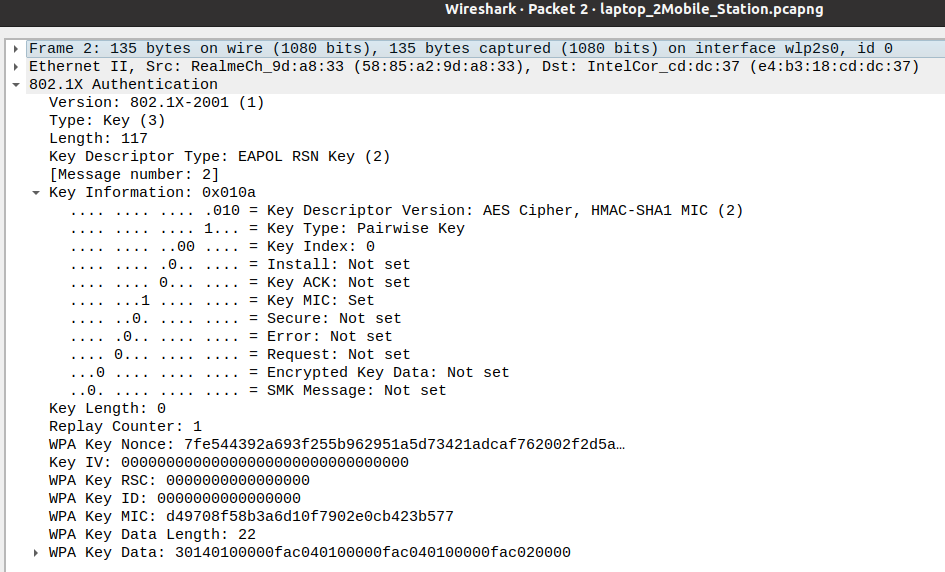 Wireshark · Packet 2 · laptop_2Mobile_Station.pcapng
Frame 2: 135 bytes on wire (1080 bits), 135 bytes captured (1080 bits) on interface wlp2s0, id 0
Ethernet II, Src: RealmeCh_9d:a8:33 (58:85:a2:9d:a8:33), Dst: IntelCor_cd:dc:37 (e4:b3:18:cd:dc:37)
802.1X Authentication
Version: 802.1X-2001 (1)
Type: Key (3)
Length: 117
Key Descriptor Type: EAPOL RSN Key (2)
[Message number: 2]
Key Information: 0x010a
.... .... .... .010 = Key Descriptor Version: AES Cipher, HMAC-SHA1 MIC (2)
.... .... .... 1... = Key Type: Pairwise Key
.... .... ..00 .... = Key Index: 0
.... .... .0.. .... = Install: Not set
.... .... 0... .... = Key ACK: Not set
.... ...1 .... .... = Key MIC: Set
.... ..0. .... .... = Secure: Not set
.... .0.. .... .... = Error: Not set
.... 0... .... .... = Request: Not set
...0 .... .... .... = Encrypted Key Data: Not set
..0. .... .... .... = SMK Message: Not set
Key Length: 0
Replay Counter: 1
WPA Key Nonce: 7fe544392a693f255b962951a5d73421adcaf762002f2d5a…
Key IV: 00000000000000000000000000000000
WPA Key RSC: 0000000000000000
WPA Key ID: 0000000000000000
WPA Key MIC: d49708f58b3a6d10f7902e0cb423b577
WPA Key Data Length: 22
WPA Key Data: 30140100000fac040100000fac040100000fac020000